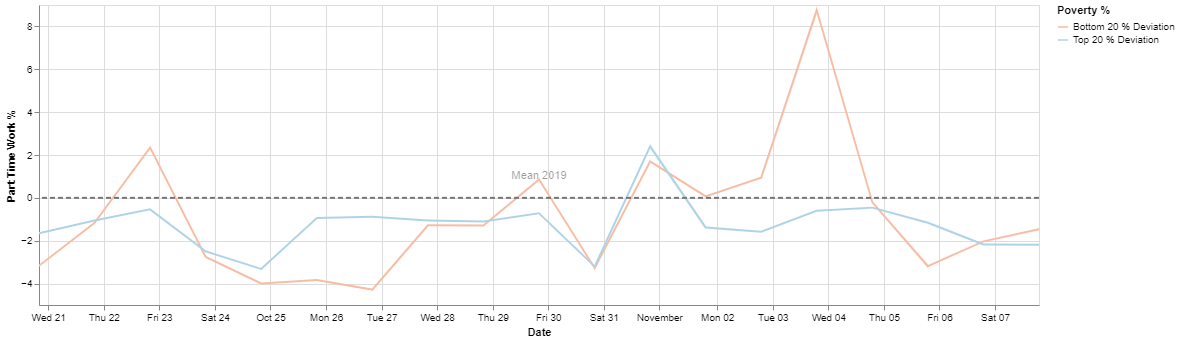 Poverty %
Bottom 20 % Deviation
Top 20 % Deviation
Part Time Work %
8
6
4
2
0
−2
−4
Mean 2019
Wed 21 Thu 22 Fri 23 Sat 24 Oct 25 Mon 26 Tue 27 Wed 28 Thu 29 Fri 30 Sat 31 November Mon 02 Tue 03 Wed 04 Thu 05 Fri 06 Sat 07
Date